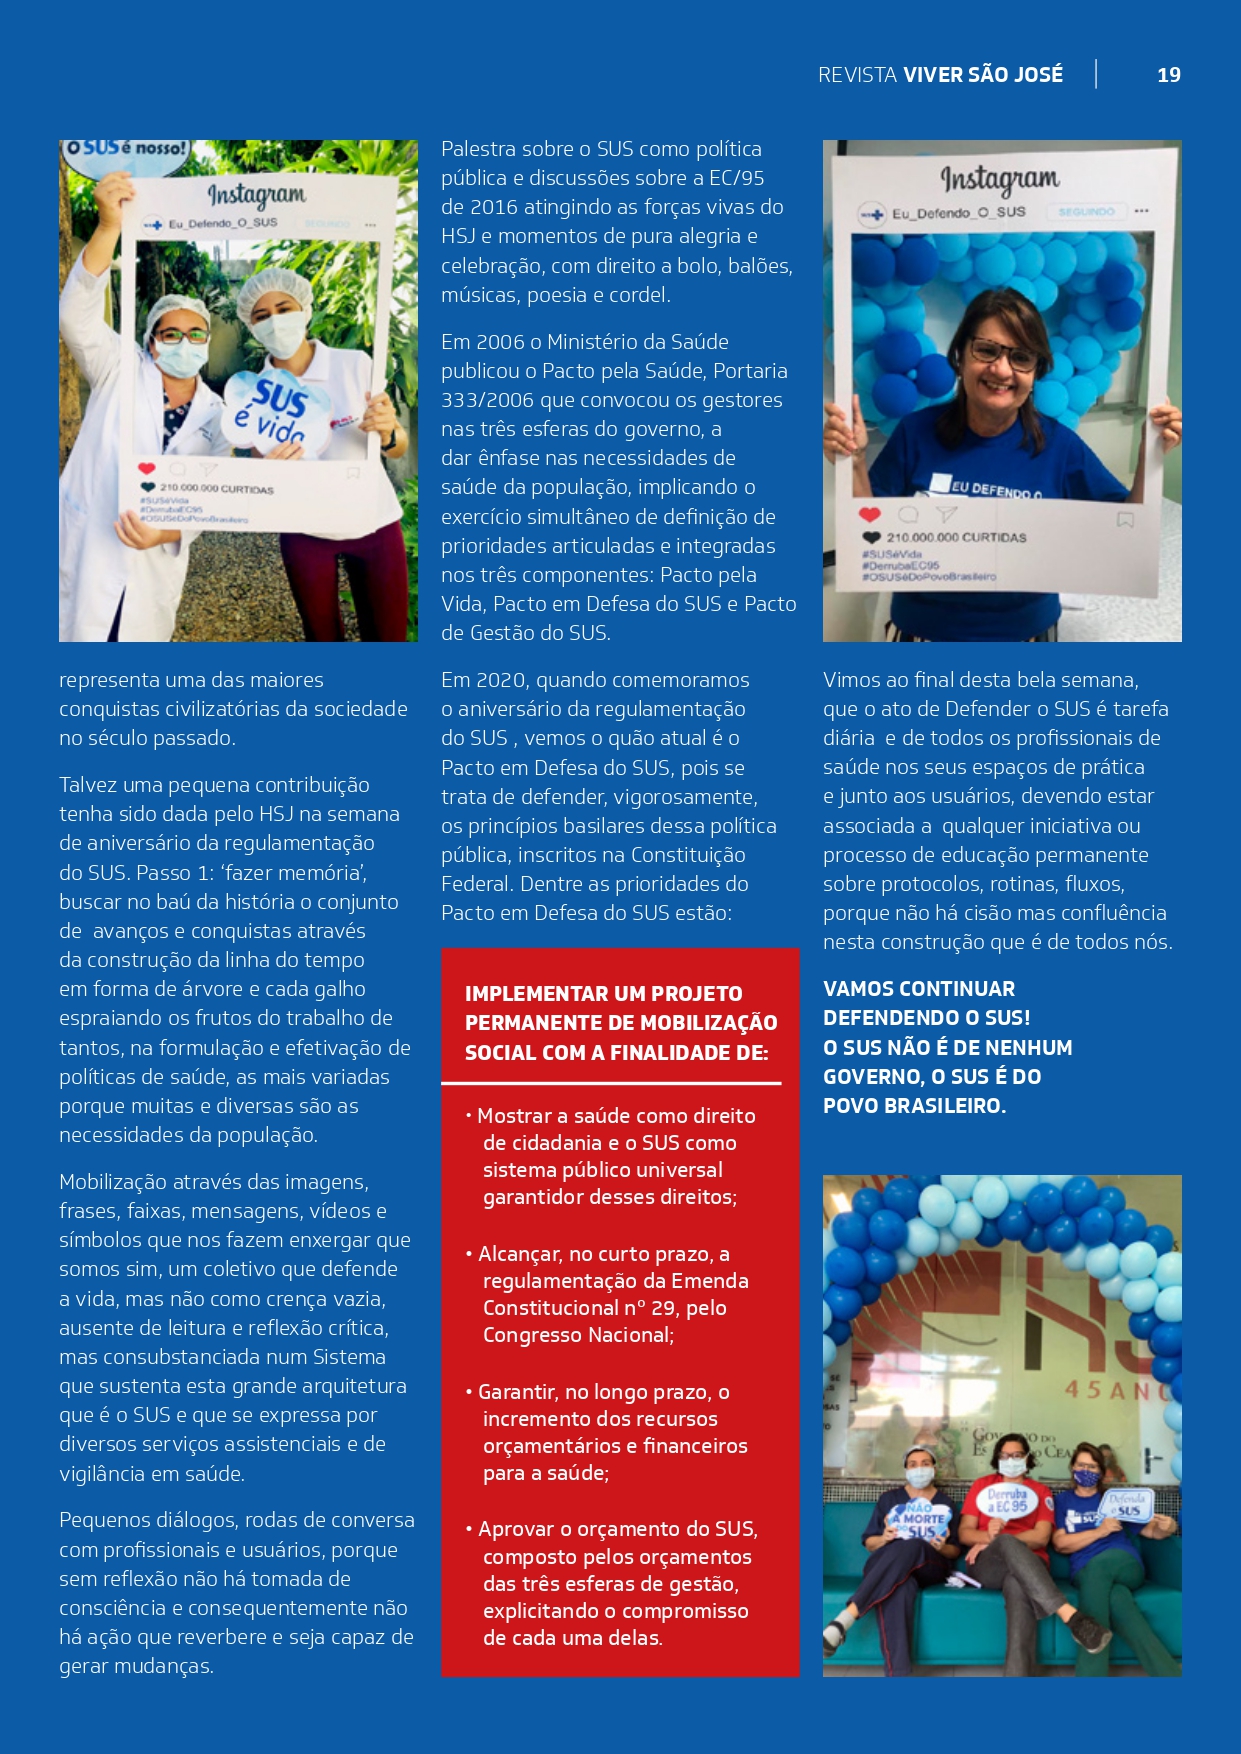 REVISTA VIVER SÃO JOSÉ
19
O SUS é nosso!
Instagram
Eu_Defendo_O_SUS
SEGUINDO
SUS
é vida
210.000.000 CURTIDAS
#SUSéVida
#DerrubaEC95
#OSUSéDoPovoBrasileiro
representa uma das maiores
conquistas civilizatórias da sociedade
no século passado.
Talvez uma pequena contribuição
tenha sido dada pelo HSJ na semana
de aniversário da regulamentação
do SUS. Passo 1: ‘fazer memória’,
buscar no baú da história o conjunto
de avanços e conquistas através
da construção da linha do tempo
em forma de árvore e cada galho
espraiando os frutos do trabalho de
tantos, na formulação e efetivação de
políticas de saúde, as mais variadas
porque muitas e diversas são as
necessidades da população.
Mobilização através das imagens,
frases, faixas, mensagens, vídeos e
símbolos que nos fazem enxergar que
somos sim, um coletivo que defende
a vida, mas não como crença vazia,
ausente de leitura e reflexão crítica,
mas consubstanciada num Sistema
que sustenta esta grande arquitetura
que é o SUS e que se expressa por
diversos serviços assistenciais e de
vigilância em saúde.
Pequenos diálogos, rodas de conversa
com profissionais e usuários, porque
sem reflexão não há tomada de
consciência e consequentemente não
há ação que reverbere e seja capaz de
gerar mudanças.
Palestra sobre o SUS como política
pública e discussões sobre a EC/95
de 2016 atingindo as forças vivas do
HSJ e momentos de pura alegria e
celebração, com direito a bolo, balões,
músicas, poesia e cordel.
Em 2006 o Ministério da Saúde
publicou o Pacto pela Saúde, Portaria
333/2006 que convocou os gestores
nas três esferas do governo, a
dar ênfase nas necessidades de
saúde da população, implicando o
exercício simultâneo de definição de
prioridades articuladas e integradas
nos três componentes: Pacto pela
Vida, Pacto em Defesa do SUS e Pacto
de Gestão do SUS.
Em 2020, quando comemoramos
o aniversário da regulamentação
do SUS , vemos o quão atual é o
Pacto em Defesa do SUS, pois se
trata de defender, vigorosamente,
os princípios basilares dessa política
pública, inscritos na Constituição
Federal. Dentre as prioridades do
Pacto em Defesa do SUS estão:
IMPLEMENTAR UM PROJETO
PERMANENTE DE MOBILIZAÇÃO
SOCIAL COM A FINALIDADE DE:
• Mostrar a saúde como direito
de cidadania e o SUS como
sistema público universal
garantidor desses direitos;
• Alcançar, no curto prazo, a
regulamentação da Emenda
Constitucional nº 29, pelo
Congresso Nacional;
• Garantir, no longo prazo, o
incremento dos recursos
orçamentários e financeiros
para a saúde;
• Aprovar o orçamento do SUS,
composto pelos orçamentos
das três esferas de gestão,
explicitando o compromisso
de cada uma delas.
Instagram
Eu_Defendo_O_SUS
SEGUINDO
EU DEFENDO O
210.000.000 CURTIDAS
#SUSéVida
#DerrubaEC95
#OSUSéDoPovoBrasileiro
Vimos ao final desta bela semana,
que o ato de Defender o SUS é tarefa
diária e de todos os profissionais de
saúde nos seus espaços de prática
e junto aos usuários, devendo estar
associada a qualquer iniciativa ou
processo de educação permanente
sobre protocolos, rotinas, fluxos,
porque não há cisão mas confluência
nesta construção que é de todos nós.
VAMOS CONTINUAR
DEFENDENDO O SUS!
O SUS NÃO É DE NENHUM
GOVERNO, O SUS É DO
POVO BRASILEIRO.
45 ANO
GOVERNO DO
NÃO
A MORTE
DO SUS
Derruba
a EC 95
Defenda
o SUS